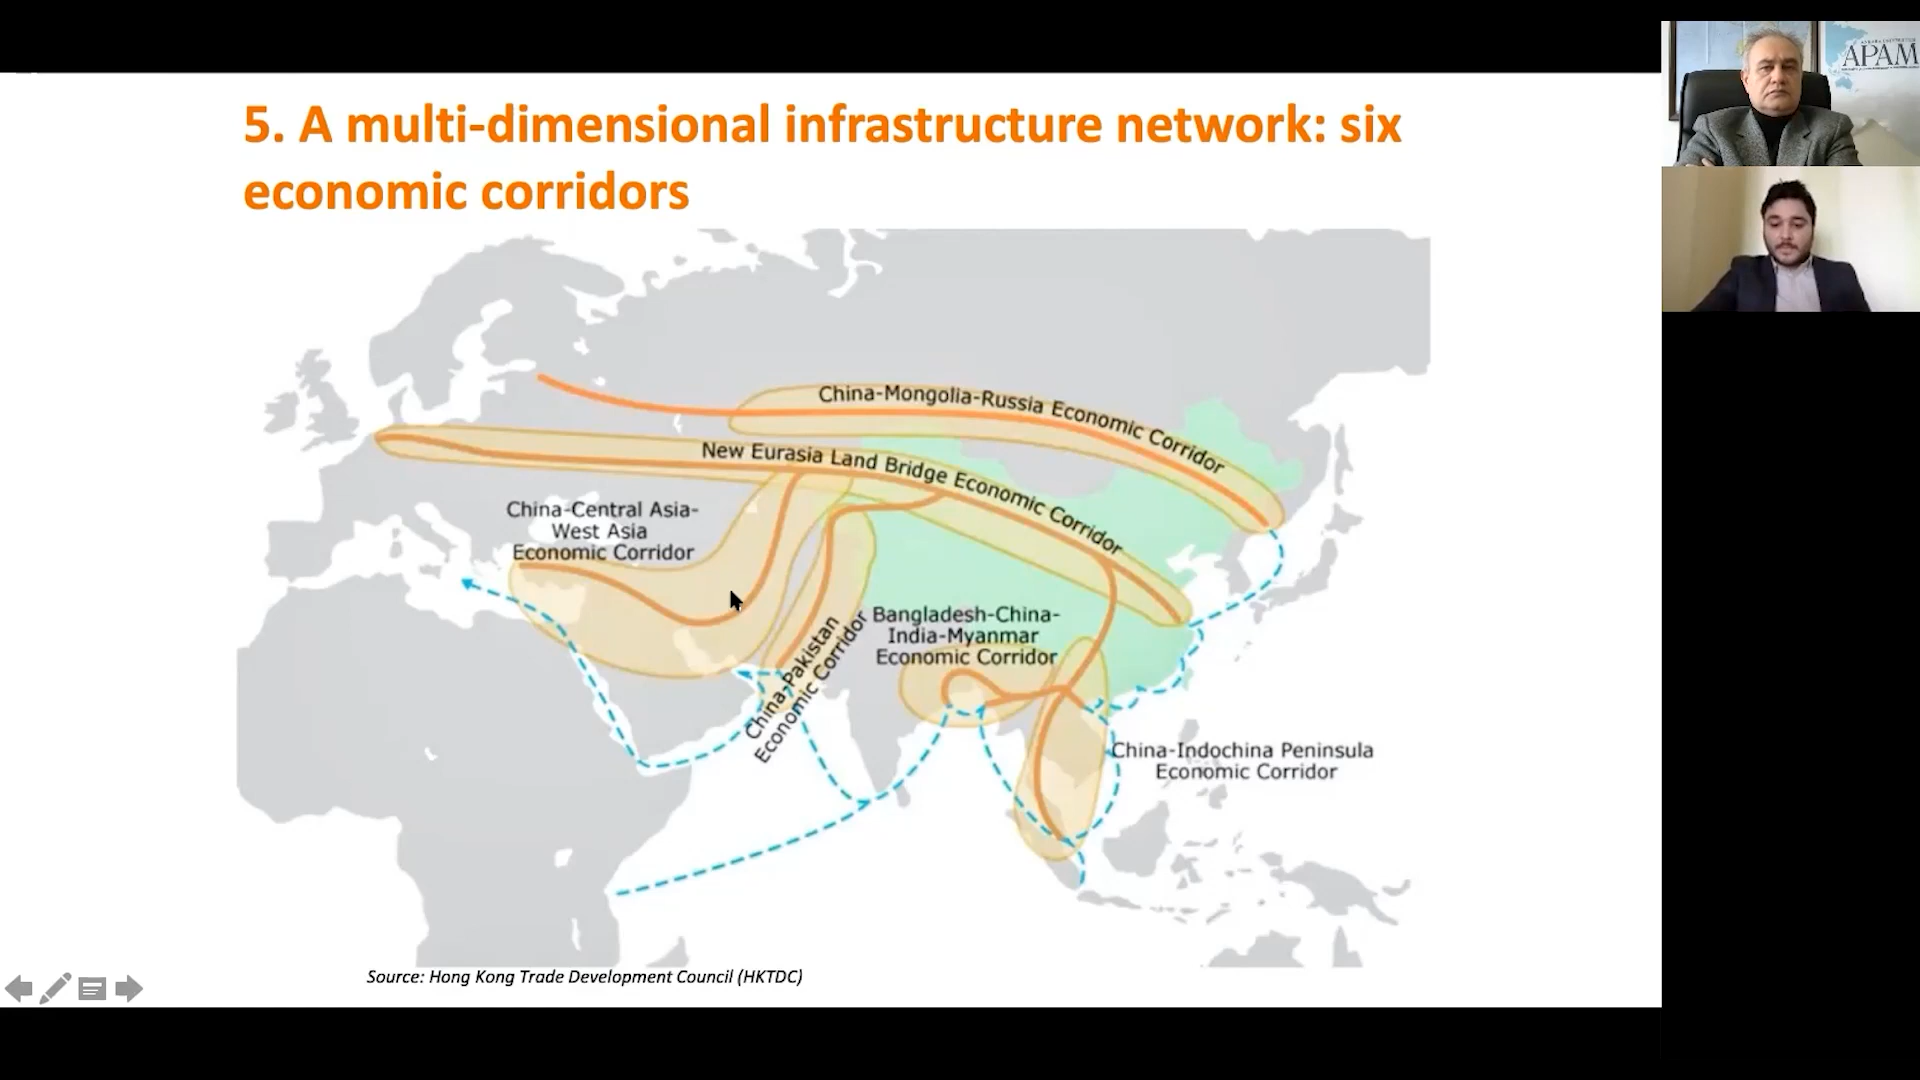 5. A multi-dimensional infrastructure network: six
economic corridors
China-Mongolia-Russia Economic Corridor
New Eurasia Land Bridge Economic Corridor
China-Central Asia-
West Asia
Economic Corridor
China-Pakistan
Economic Corridor
Bangladesh-China-
India-Myanmar
Economic Corridor
China-Indochina Peninsula
Economic Corridor
Source: Hong Kong Trade Development Council (HKTDC)
APAM